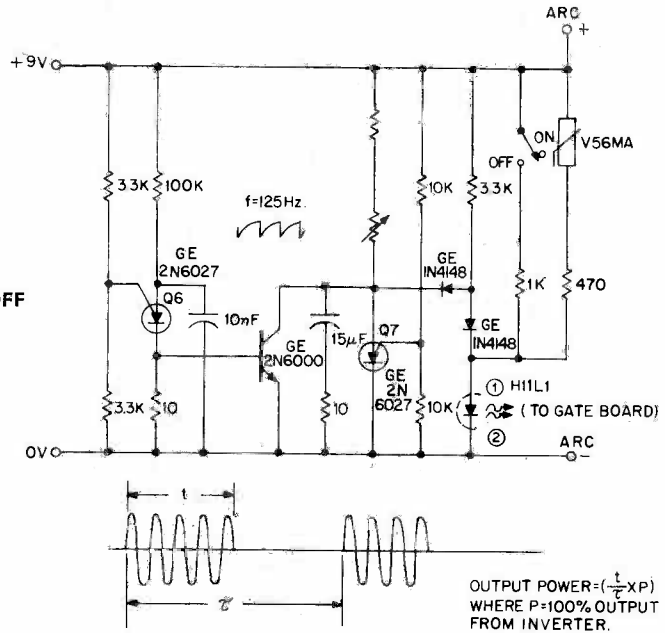 ARC
+
+9V
ON
V56MA
OFF
3.3K
100K
10K
3.3K
f=125Hz.
GE
2N6027
GE
1N4148
1K
470
OFF
Q6
10nF
GE
2N6000
15µF
Q7
GE
1N4148
GE
2N
6027
3.3K
10
10
10K
① H11L1
(TO GATE BOARD)
②
0V
ARC
-
t
τ
OUTPUT POWER=(t/τ XP)
WHERE P=100% OUTPUT
FROM INVERTER.